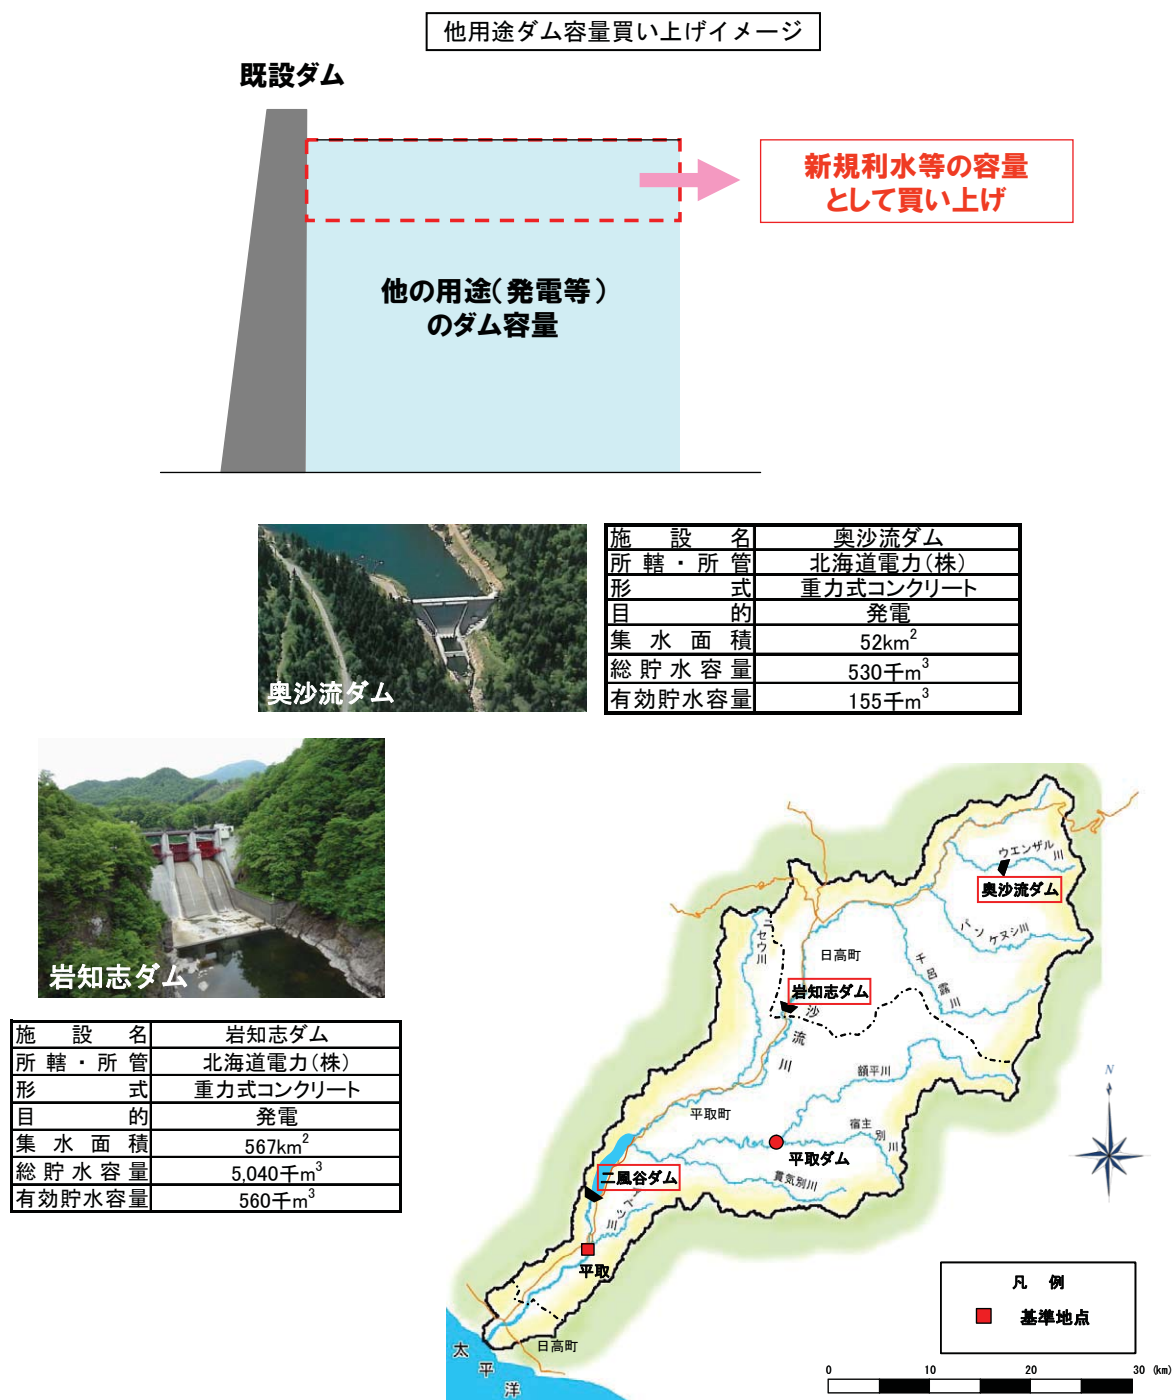 他用途ダム容量買い上げイメージ
既設ダム
新規利水等の容量
として買い上げ
他の用途(発電等)
のダム容量
奥沙流ダム
施設名 奥沙流ダム
所轄・所管 北海道電力(株)
形式 重力式コンクリート
目的 発電
集水面積 52km2
総貯水容量 530千m3
有効貯水容量 155千m3
岩知志ダム
施設名 岩知志ダム
所轄・所管 北海道電力(株)
形式 重力式コンクリート
目的 発電
集水面積 567km2
総貯水容量 5,040千m3
有効貯水容量 560千m3
ウエンザル川
奥沙流ダム
パンケヌシ川
ニセウ川
日高町
千呂露川
岩知志ダム
沙流川
額平川
平取町
宿主別川
平取ダム
二風谷ダム
貫気別川
平取
日高町
太平洋
N
凡例
基準地点
0 10 20 30 (km)